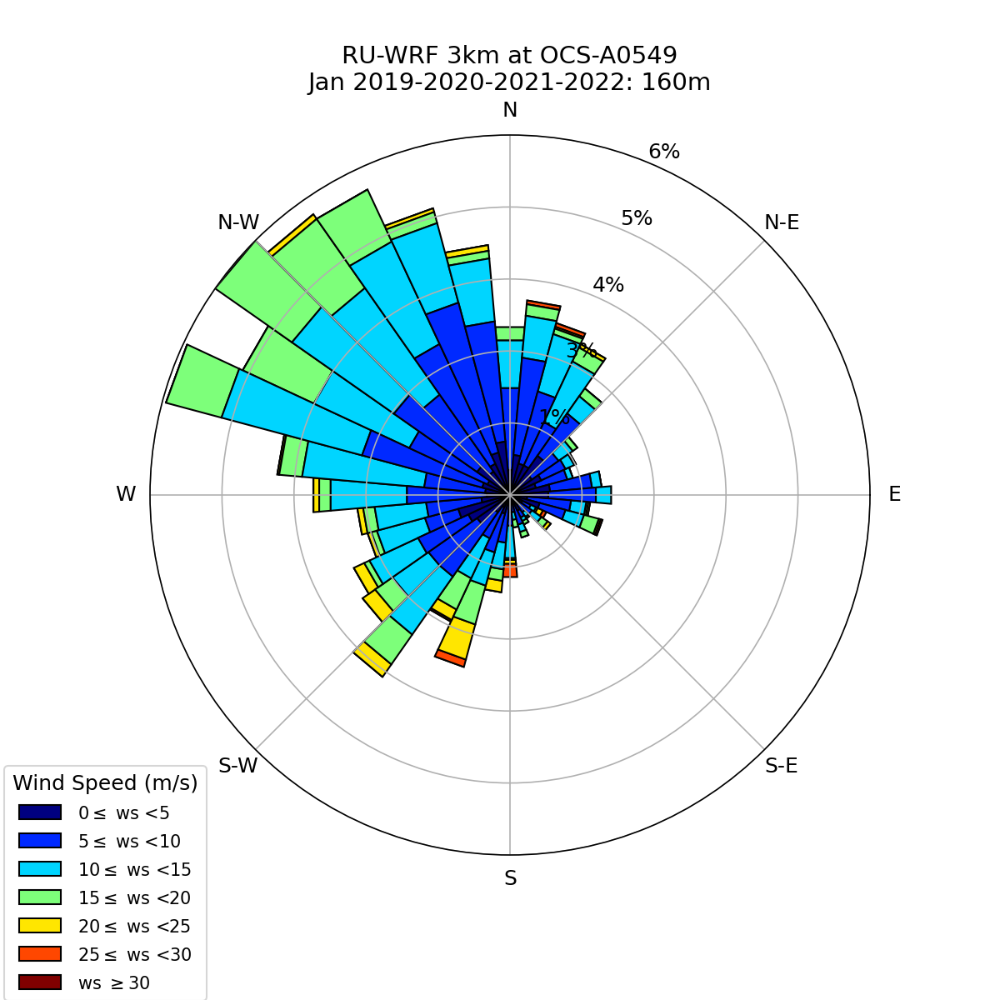 RU-WRF 3km at OCS-A0549
Jan 2019-2020-2021-2022: 160m
N
6%
N-W
5%
N-E
4%
3%
1%
W
E
S-W
S-E
S
Wind Speed (m/s)
0 ≤ ws <5
5 ≤ ws <10
10 ≤ ws <15
15 ≤ ws <20
20 ≤ ws <25
25 ≤ ws <30
ws ≥ 30